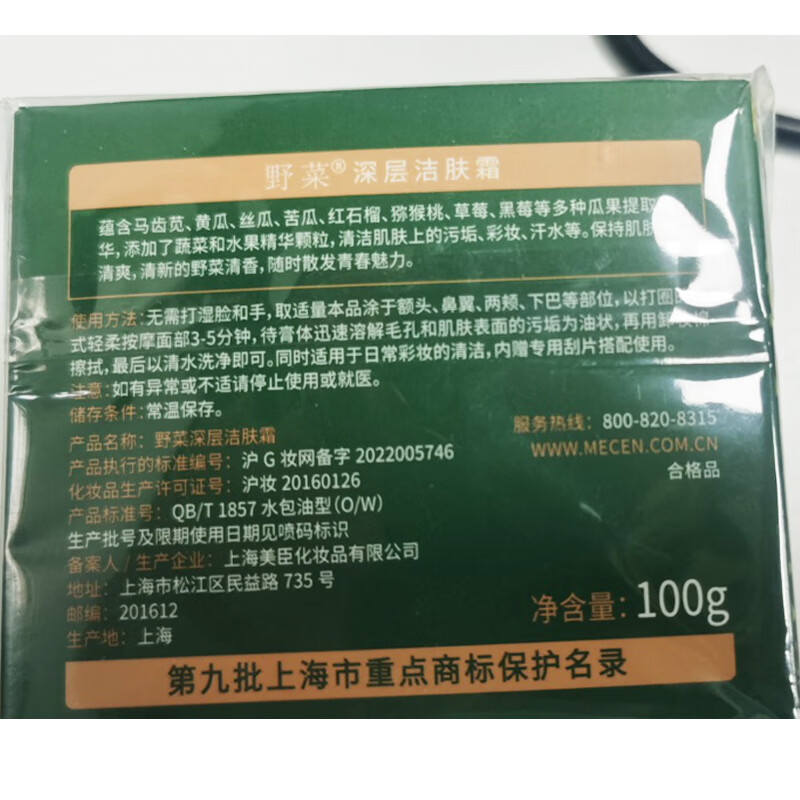 野菜®深层洁肤霜
蕴含马齿苋、黄瓜、丝瓜、苦瓜、红石榴、猕猴桃、草莓、黑莓等多种瓜果提取
华，添加了蔬菜和水果精华颗粒，清洁肌肤上的污垢、彩妆、汗水等。保持肌肤
清爽，清新的野菜清香，随时散发青春魅力。
使用方法：无需打湿脸和手，取适量本品涂于额头、鼻翼、两颊、下巴等部位，以打圈
式轻柔按摩面部3-5分钟，待膏体迅速溶解毛孔和肌肤表面的污垢为油状，再用卸妆棉
擦拭，最后以清水洗净即可。同时适用于日常彩妆的清洁，内赠专用刮片搭配使用。
注意：如有异常或不适请停止使用或就医。
储存条件：常温保存。
产品名称：野菜深层洁肤霜
产品执行的标准编号：沪 G 妆网备字 2022005746
化妆品生产许可证号：沪妆 20160126
产品标准号：QB/T 1857 水包油型(O/W)
生产批号及限期使用日期见喷码标识
备案人/生产企业：上海美臣化妆品有限公司
地址：上海市松江区民益路 735 号
邮编：201612
生产地：上海
服务热线：800-820-8315
WWW.MECEN.COM.CN
合格品
净含量：100g
第九批上海市重点商标保护名录